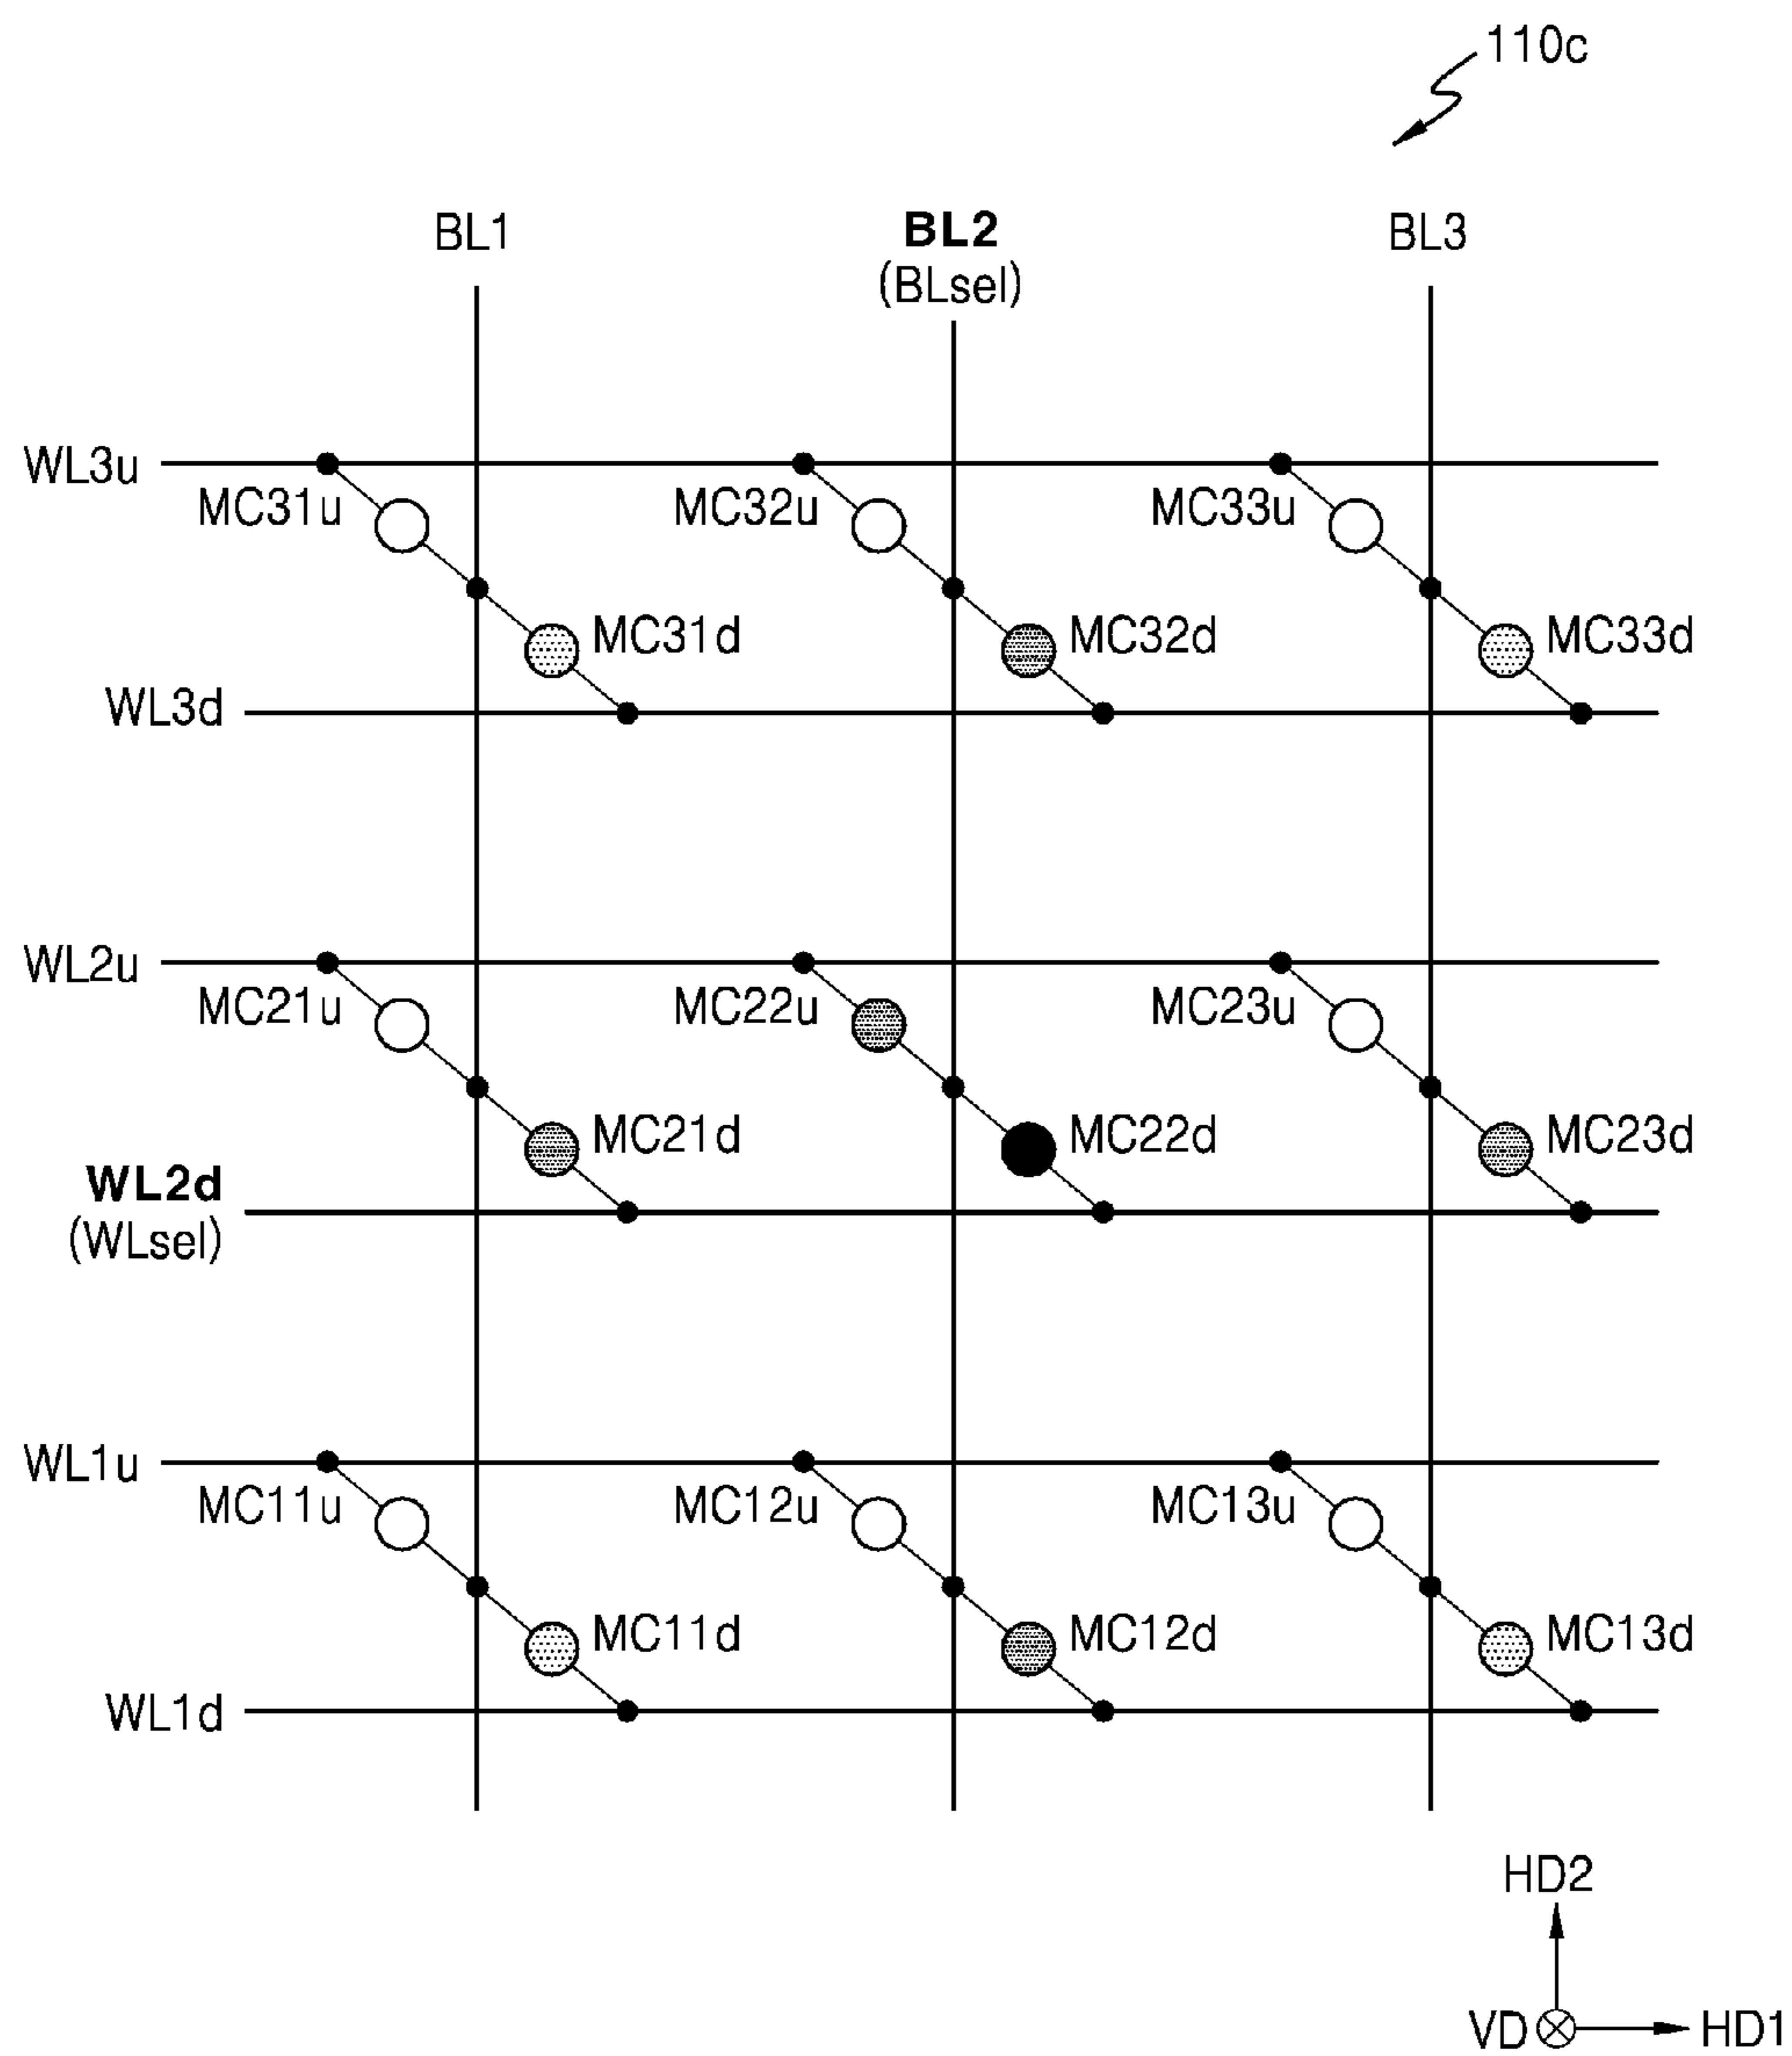 110c
BL1
BL2
(BLsel)
BL3
WL3u
MC31u
MC32u
MC33u
MC31d
MC32d
MC33d
WL3d
WL2u
MC21u
MC22u
MC23u
MC21d
MC22d
MC23d
WL2d
(WLsel)
WL1u
MC11u
MC12u
MC13u
MC11d
MC12d
MC13d
WL1d
HD2
VD
HD1